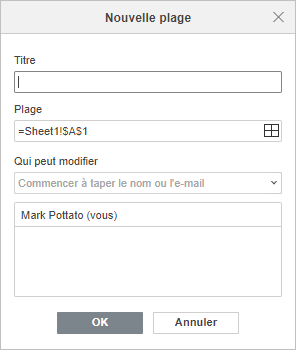 Nouvelle plage
Titre
Plage
=Sheet1!$A$1
Qui peut modifier
Commencer à taper le nom ou l'e-mail
Mark Pottato (vous)
OK
Annuler